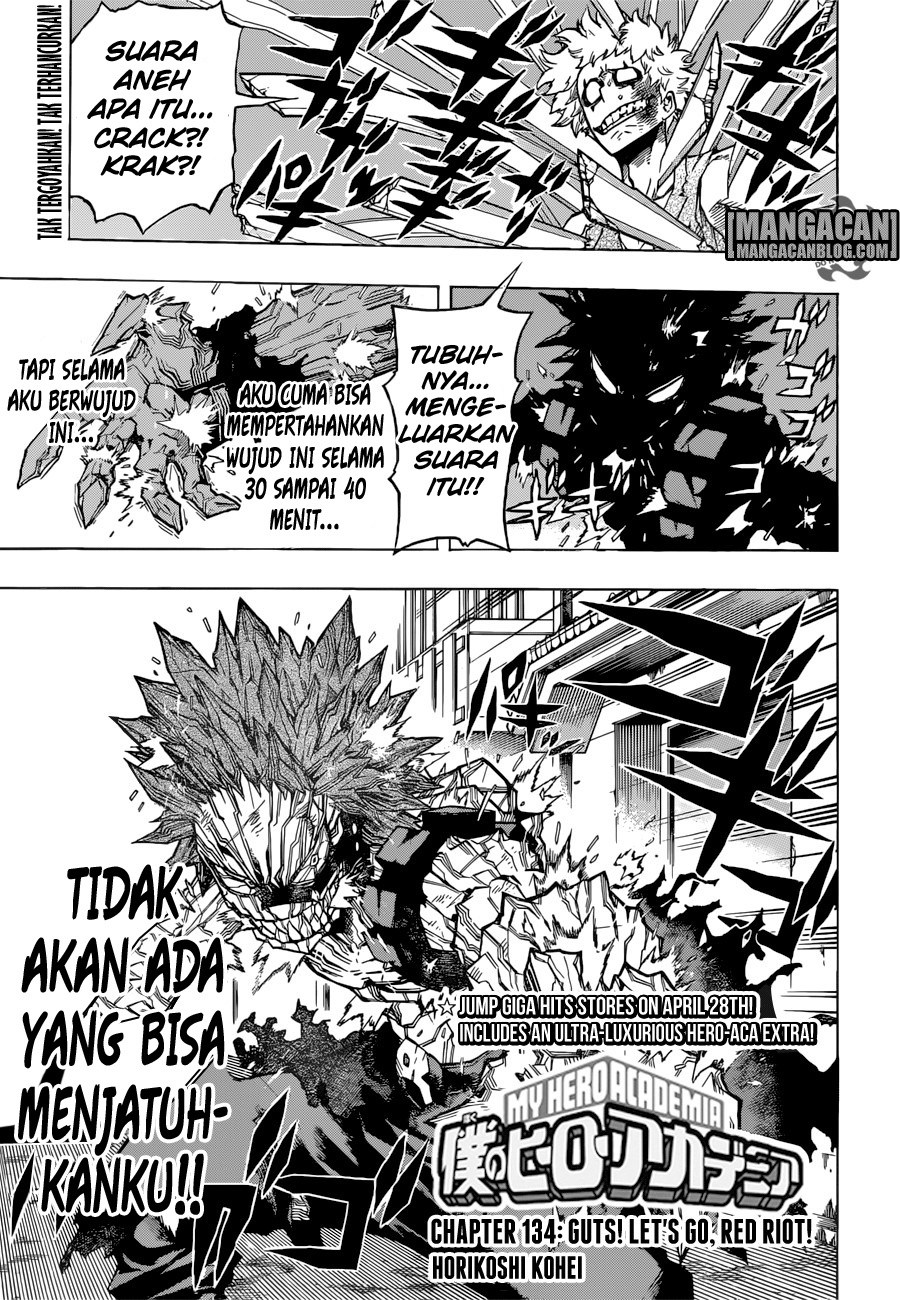 TAK TERGOYAHKAN! TAK TERHANCURKAN!
SUARA
ANEH
APA ITU...
CRACK?!
KRAK?!
[MANGACAN]
MANGACANBLOG.COM
TUBUH-
NYA...
MENGE-
LUARKAN
SUARA
ITU!!
AKU CUMA BISA
MEMPERTAHANKAN
WUJUD INI SELAMA
30 SAMPAI 40
MENIT...
TAPI SELAMA
AKU BERWUJUD
INI...
TIDAK
AKAN ADA
YANG BISA
MENJATUH-
KANKU!!
JUMP GIGA HITS STORES ON APRIL 28TH!
INCLUDES AN ULTRA-LUXURIOUS HERO-ACA EXTRA!
MY HERO ACADEMIA
僕のヒーローアカデミア
CHAPTER 134: GUTS! LET'S GO, RED RIOT!
HORIKOSHI KOHEI